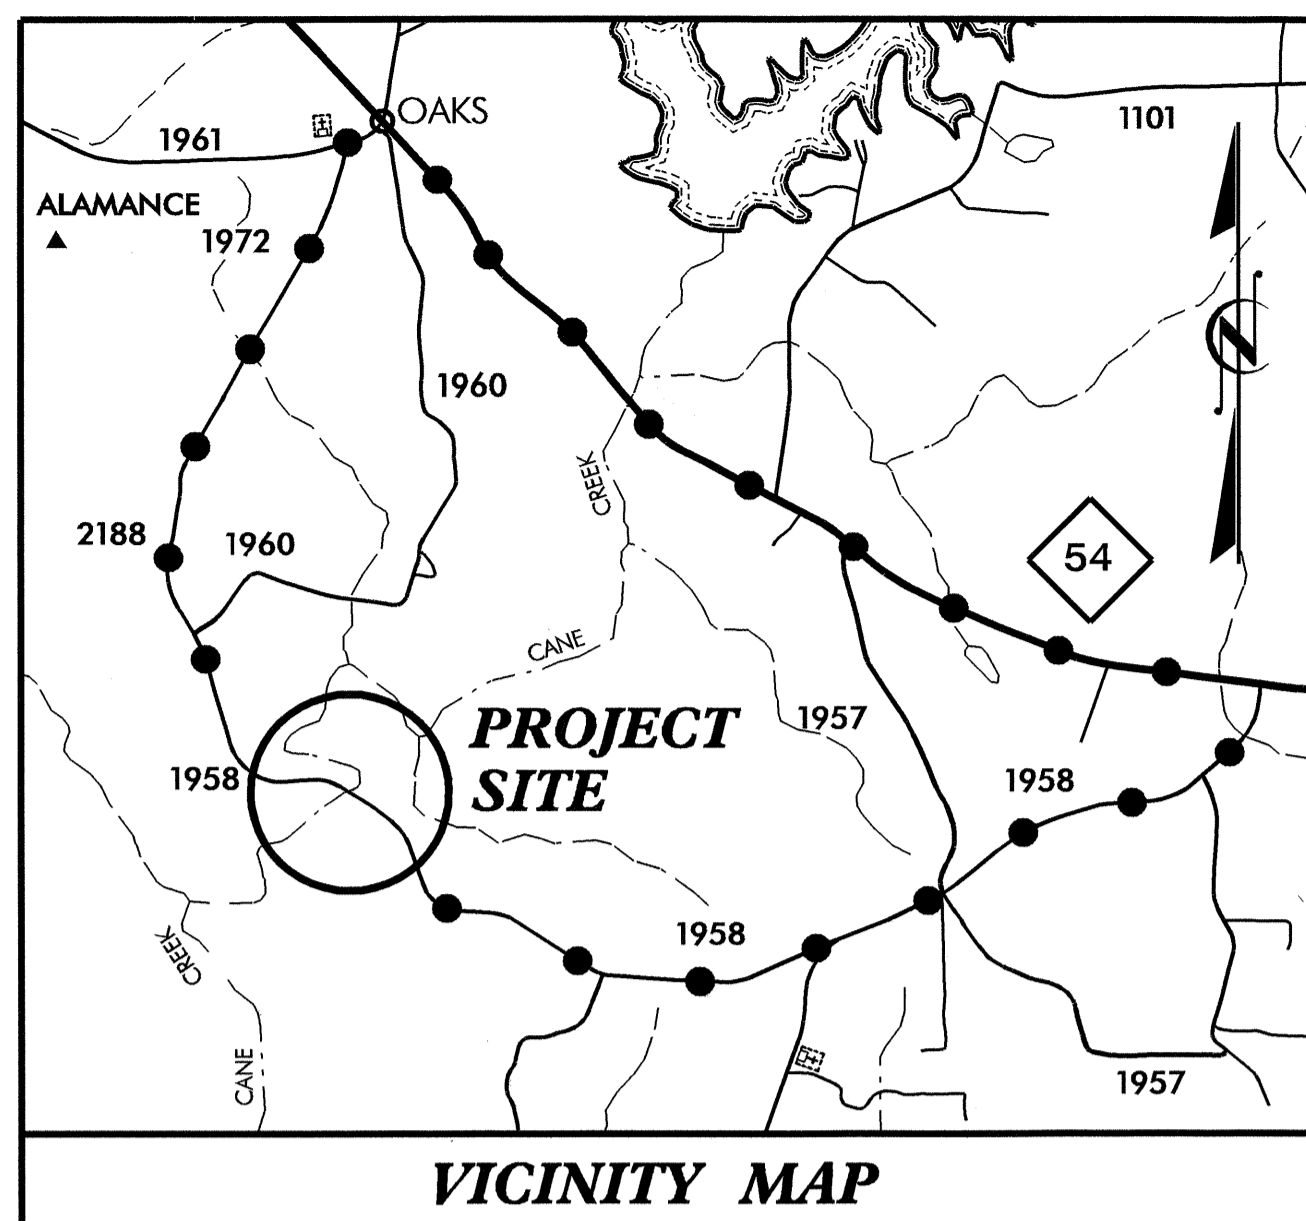 OAKS
1961
1101
ALAMANCE
1972
1960
CREEK
2188
1960
54
CANE
PROJECT
SITE
1957
1958
1958
1958
CREEK
CANE
1957
N
VICINITY MAP